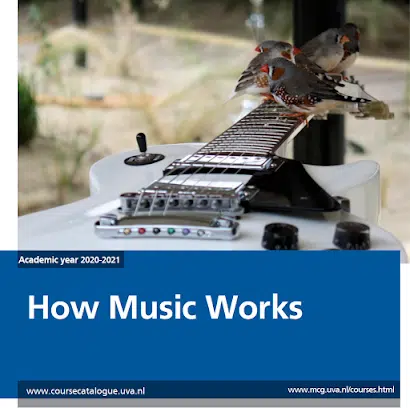 Academic year 2020-2021
How Music Works
www.coursecatalogue.uva.nl
www.mcg.uva.nl/courses.html